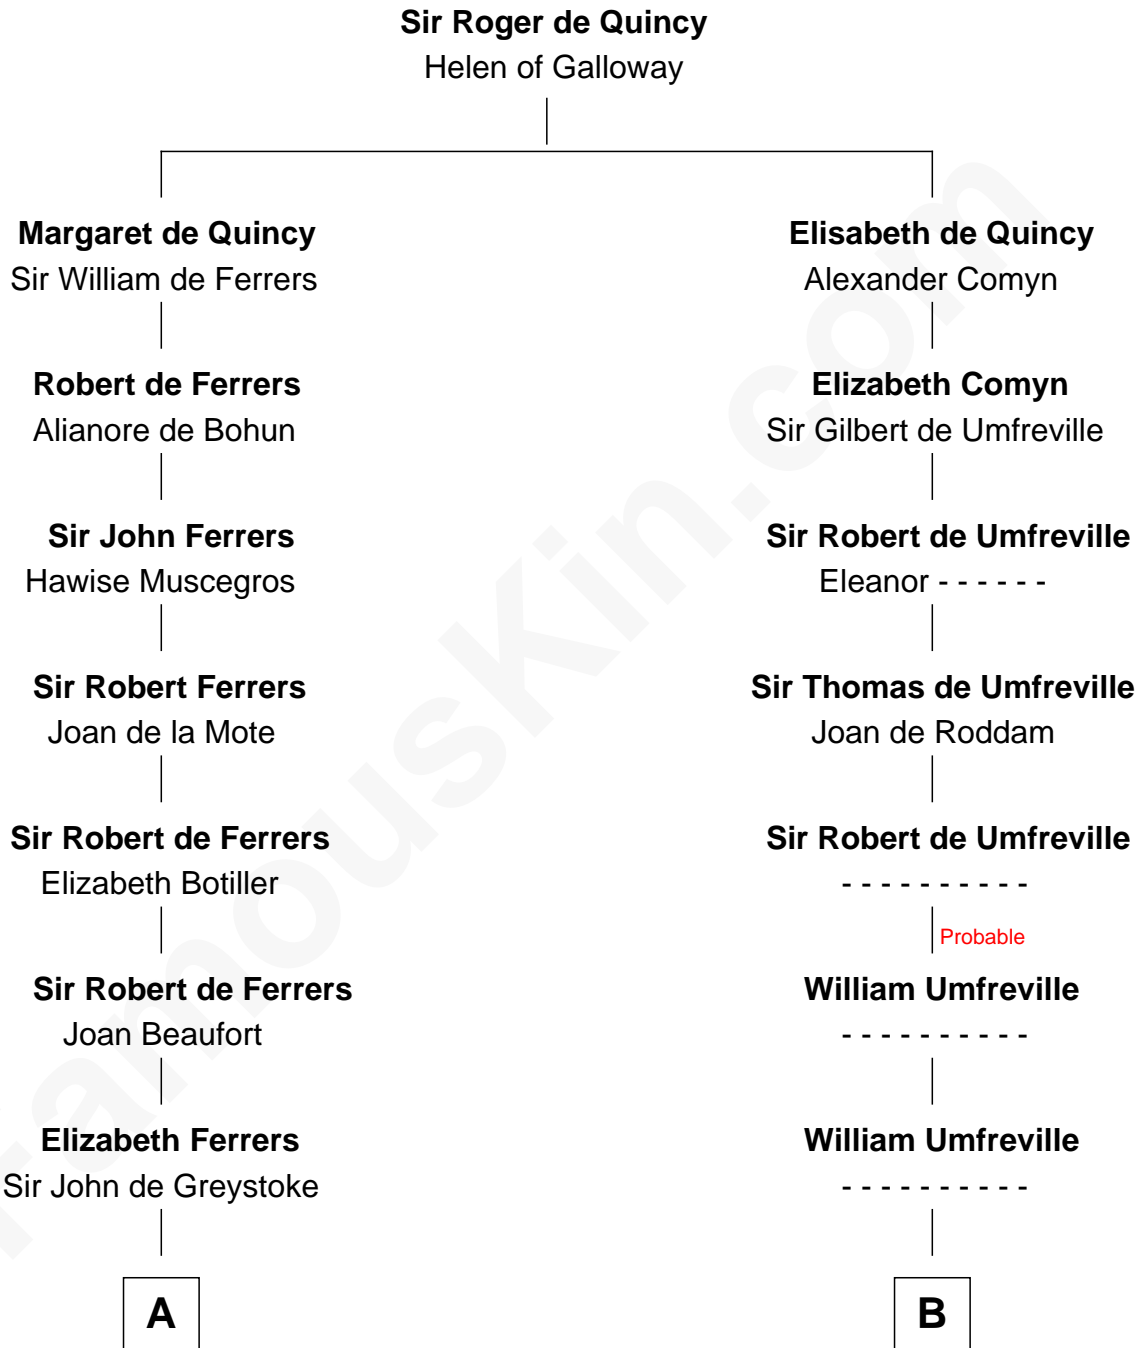 Sir Roger de Quincy
Helen of Galloway
Margaret de Quincy
Sir William de Ferrers
Elisabeth de Quincy
Alexander Comyn
Robert de Ferrers
Alianore de Bohun
Elizabeth Comyn
Sir Gilbert de Umfreville
Sir John Ferrers
Hawise Muscegros
Sir Robert de Umfreville
Eleanor - - - - - -
Sir Robert Ferrers
Joan de la Mote
Sir Thomas de Umfreville
Joan de Roddam
Sir Robert de Ferrers
Elizabeth Botiller
Sir Robert de Umfreville
- - - - - - - - - -
Probable
Sir Robert de Ferrers
Joan Beaufort
William Umfreville
- - - - - - - - - -
Elizabeth Ferrers
Sir John de Greystoke
William Umfreville
- - - - - - - - - -
A
B
FamousKin.com